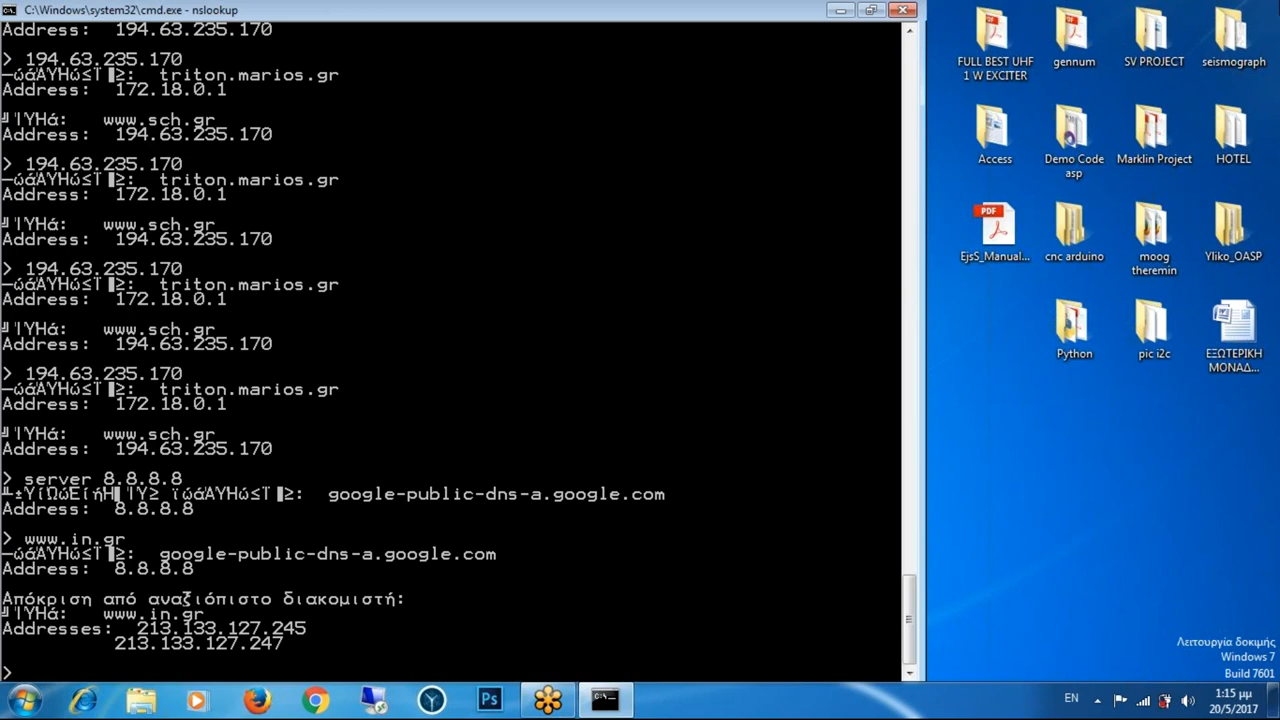 C:\Windows\system32\cmd.exe - nslookup
Address:  194.63.235.170
> 194.63.235.170
triton.marios.gr
Address:  172.18.0.1
www.sch.gr
Address:  194.63.235.170
> 194.63.235.170
triton.marios.gr
Address:  172.18.0.1
www.sch.gr
Address:  194.63.235.170
> 194.63.235.170
triton.marios.gr
Address:  172.18.0.1
www.sch.gr
Address:  194.63.235.170
> 194.63.235.170
triton.marios.gr
Address:  172.18.0.1
www.sch.gr
Address:  194.63.235.170
> server 8.8.8.8
google-public-dns-a.google.com
Address:  8.8.8.8
> www.in.gr
google-public-dns-a.google.com
Address:  8.8.8.8
Απόκριση από αναξιόπιστο διακομιστή:
www.in.gr
Addresses:  213.133.127.245
213.133.127.247
>
FULL BEST UHF
1 W EXCITER
gennum
SV PROJECT
seismograph
Access
Demo Code
asp
Marklin Project
HOTEL
PDF
EjsS_Manual...
cnc arduino
moog
theremin
Yliko_OASP
Python
pic i2c
ΕΞΩΤΕΡΙΚΗ
ΜΟΝΑΔ...
Λειτουργία δοκιμής
Windows 7
Build 7601
Ps
C:\_
EN
1:15 μμ
20/5/2017